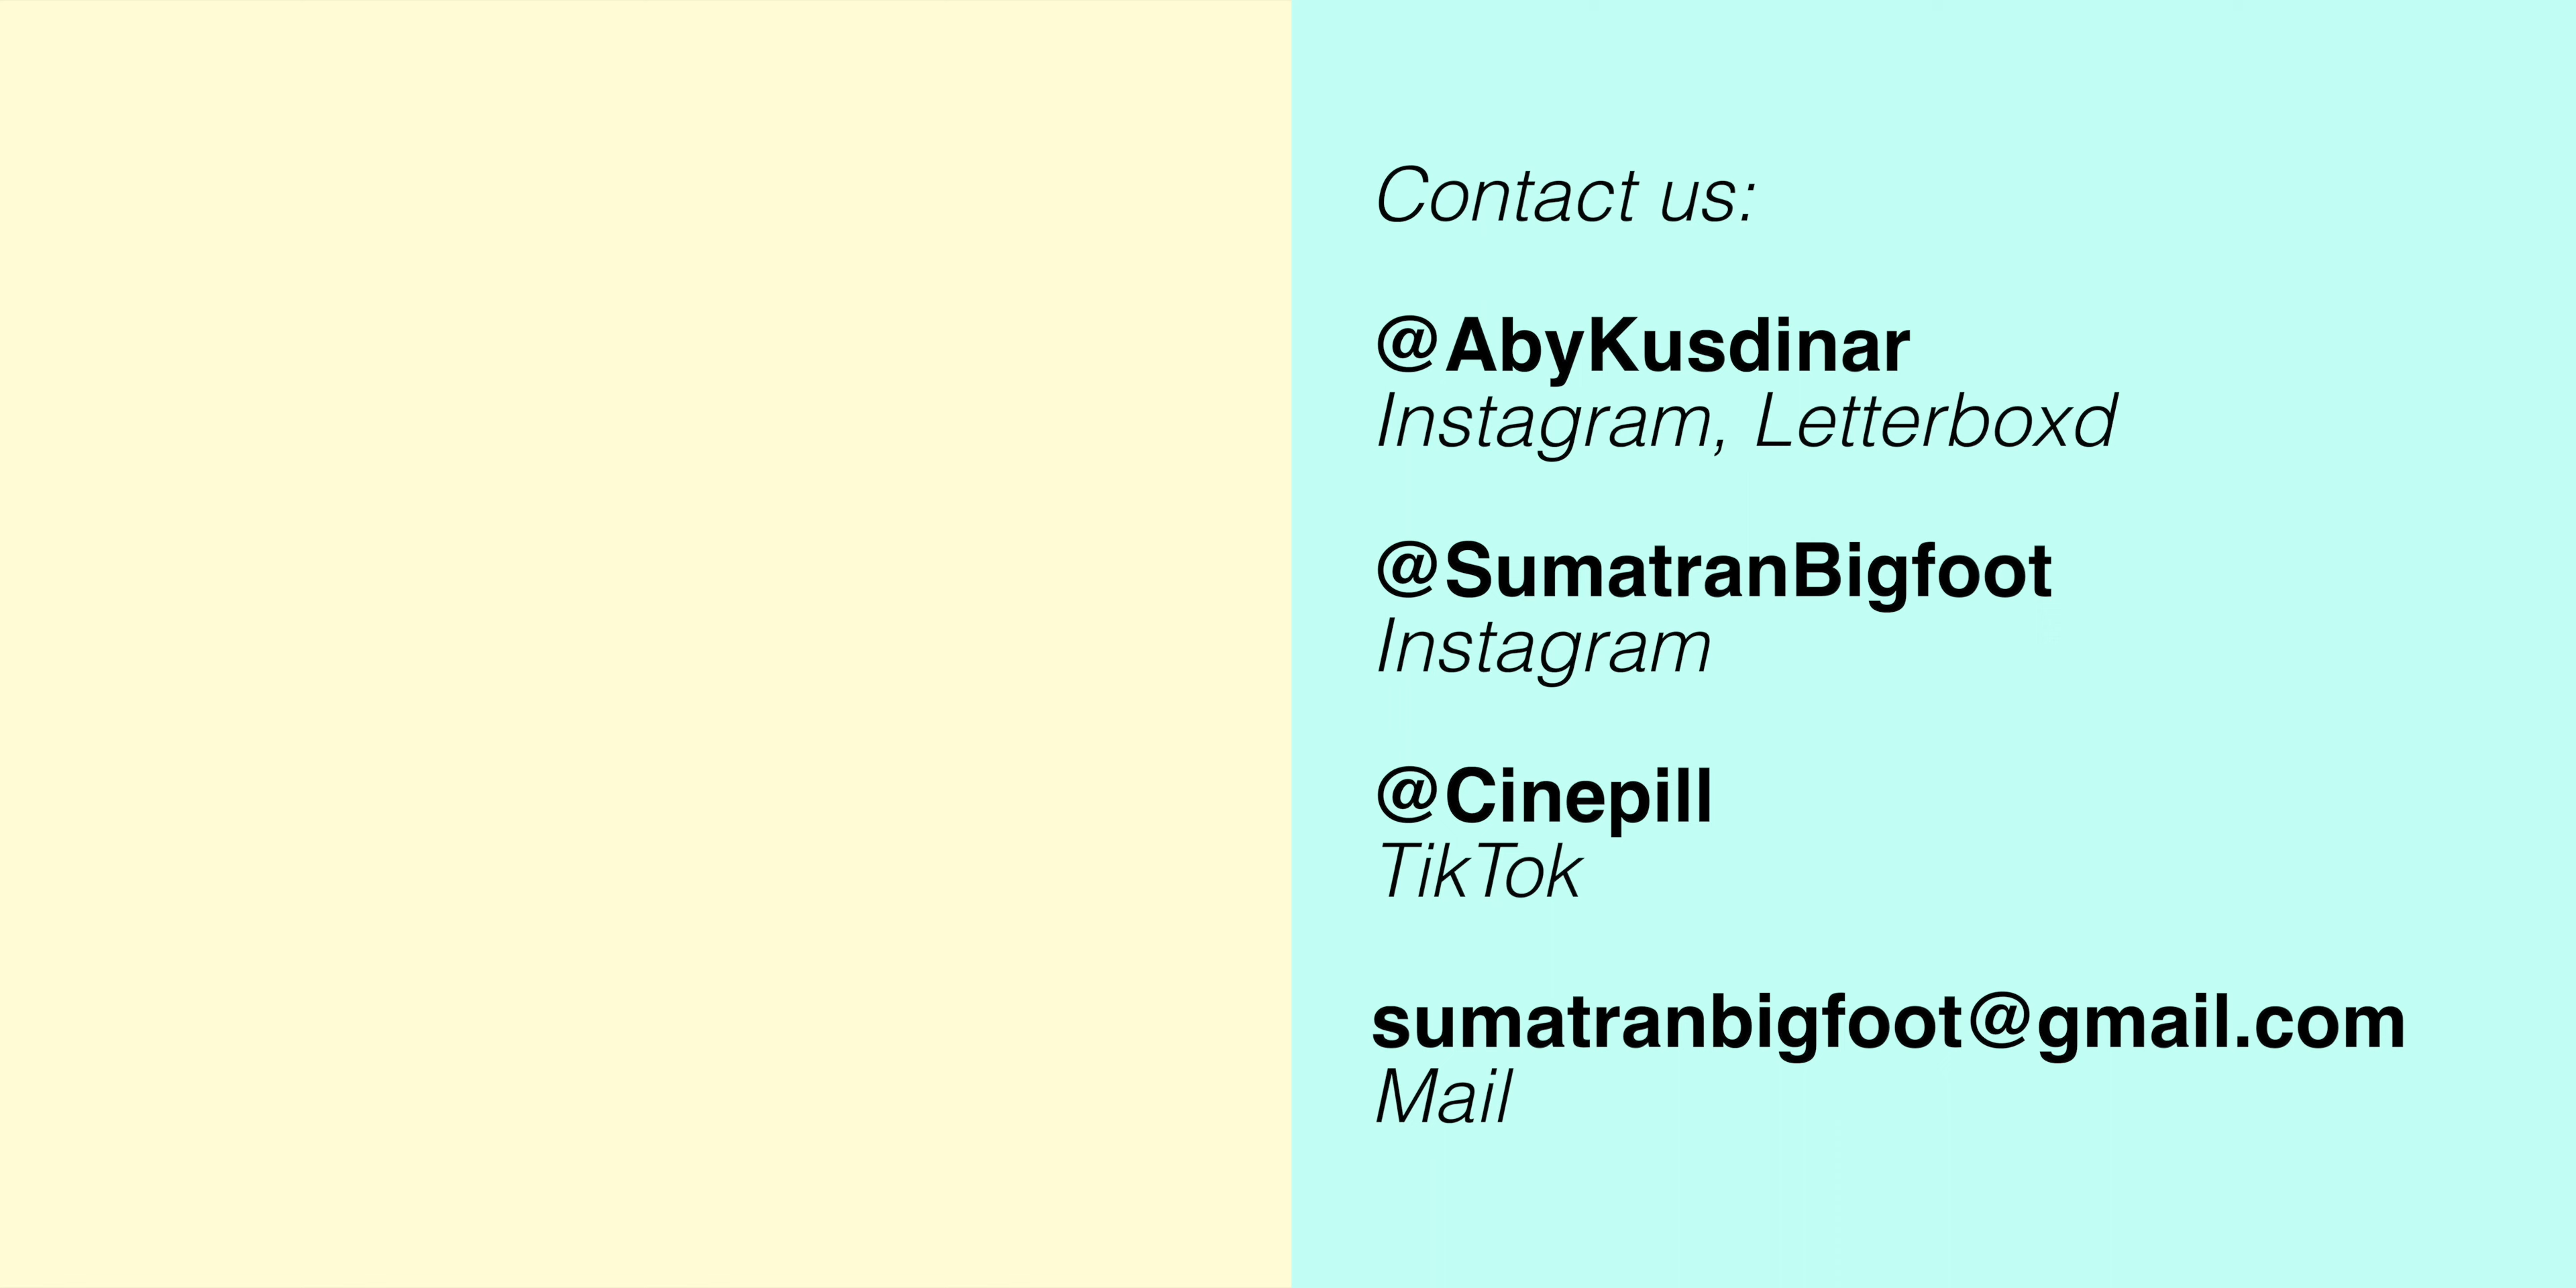 Contact us:
@AbyKusdinar
Instagram, Letterboxd
@SumatranBigfoot
Instagram
@Cinepill
TikTok
sumatranbigfoot@gmail.com
Mail